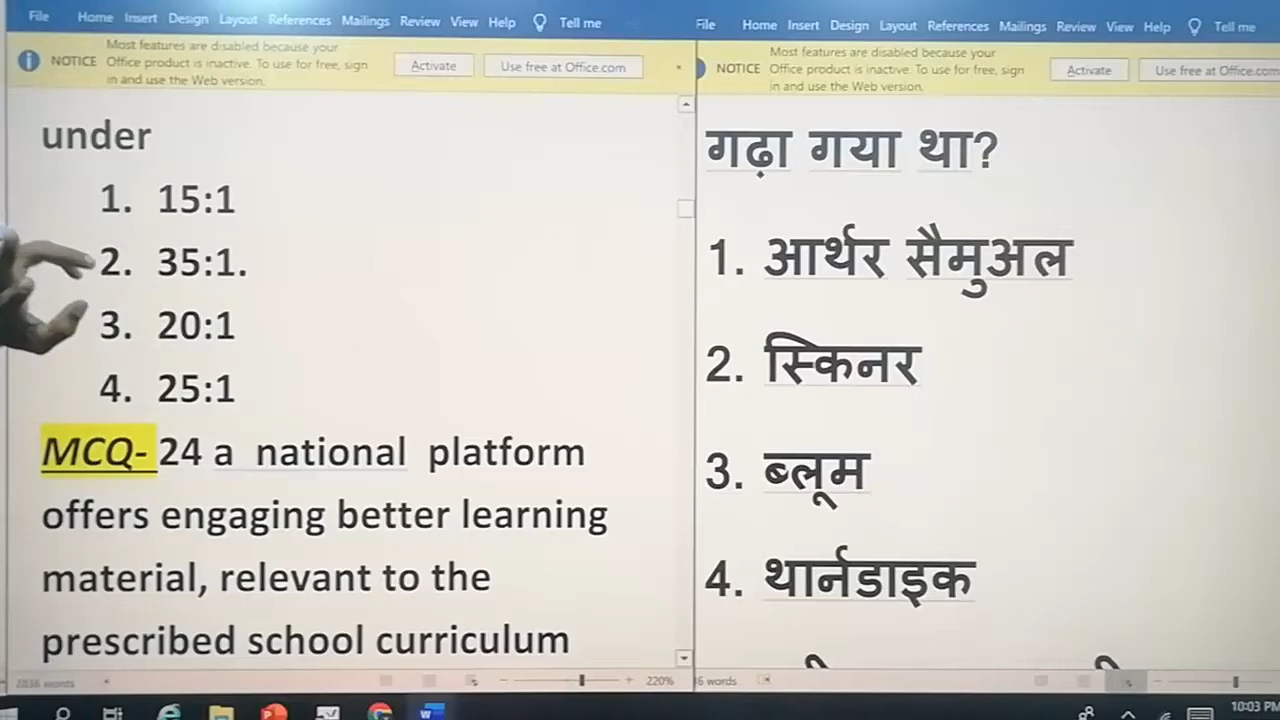 File Home Insert Design Layout References Mailings Review View Help Tell me
NOTICE Most features are disabled because your Office product is inactive. To use for free, sign in and use the Web version. Activate Use free at Office.com
under
1. 15:1
2. 35:1.
3. 20:1
4. 25:1
MCQ- 24 a national platform
offers engaging better learning
material, relevant to the
prescribed school curriculum
220%
File Home Insert Design Layout References Mailings Review View Help Tell me
NOTICE Most features are disabled because your Office product is inactive. To use for free, sign in and use the Web version. Activate Use free at Office.com
गढ़ा गया था?
1. आर्थर सैमुअल
2. स्किनर
3. ब्लूम
4. थार्नडाइक
6 words
10:03 PM